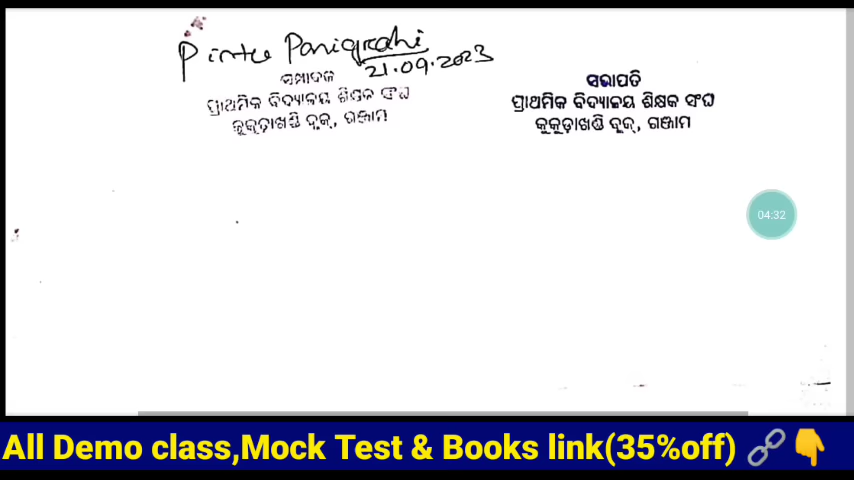 Pintu Panigrahi
21.09.2023
ସମ୍ପାଦକ
ପ୍ରାଥମିକ ବିଦ୍ୟାଳୟ ଶିକ୍ଷକ ସଂଘ
କୁକୁଡ଼ାଖଣ୍ଡି ବ୍ଲକ୍, ଗଞ୍ଜାମ
ସଭାପତି
ପ୍ରାଥମିକ ବିଦ୍ୟାଳୟ ଶିକ୍ଷକ ସଂଘ
କୁକୁଡ଼ାଖଣ୍ଡି ବ୍ଲକ୍, ଗଞ୍ଜାମ
04:32
All Demo class,Mock Test & Books link(35%off) 🔗👇